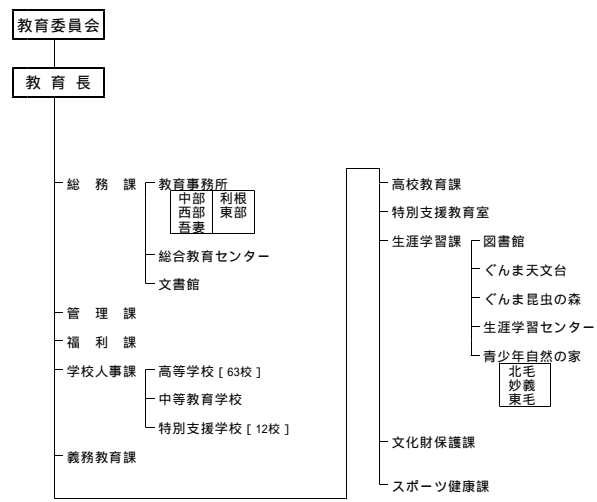 教育委員会
教 育 長
総 務 課
教育事務所
中部 利根
西部 東部
吾妻
総合教育センター
文書館
管 理 課
福 利 課
学校人事課
高等学校 [ 63校 ]
中等教育学校
特別支援学校 [ 12校 ]
義務教育課
高校教育課
特別支援教育室
生涯学習課
図書館
ぐんま天文台
ぐんま昆虫の森
生涯学習センター
青少年自然の家
北毛
妙義
東毛
文化財保護課
スポーツ健康課